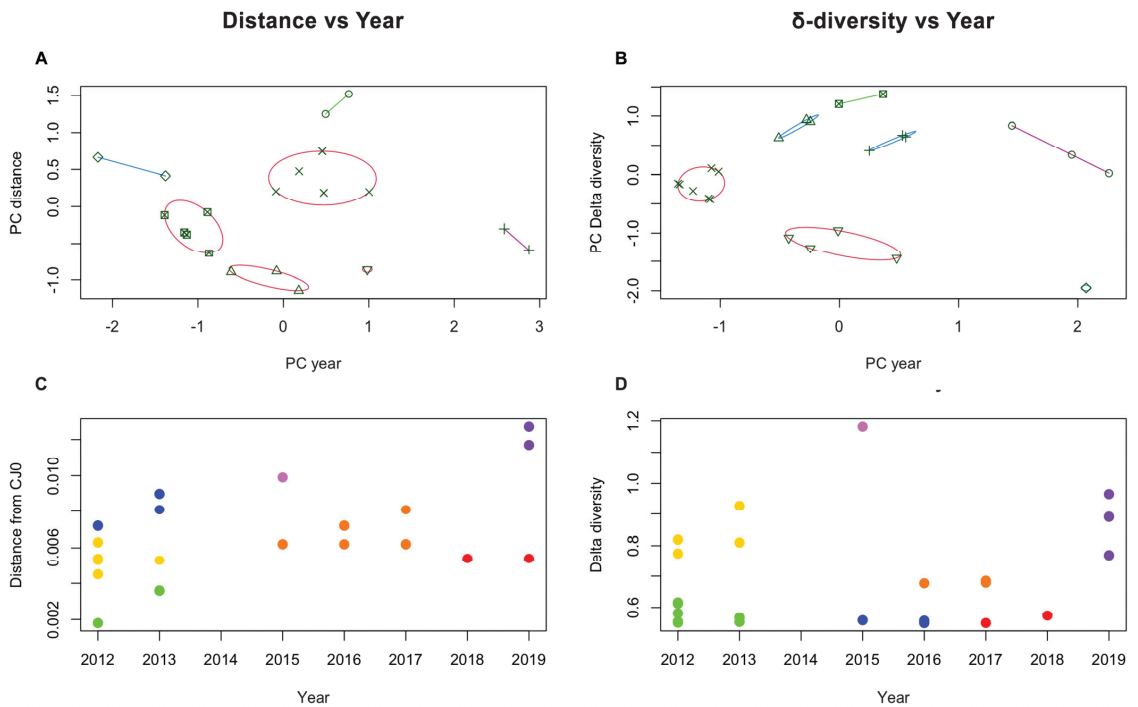 Distance vs Year
δ-diversity vs Year
A
PC distance
1.5
1.0
0.5
0.0
-1.0
-2
-1
0
1
2
3
PC year
B
PC Delta diversity
1.0
0.0
-1.0
-2.0
-1
0
1
2
PC year
C
Distance from CJ0
0.010
0.006
0.002
2012 2013 2014 2015 2016 2017 2018 2019
Year
D
Delta diversity
1.2
1.0
0.8
0.6
2012 2013 2014 2015 2016 2017 2018 2019
Year